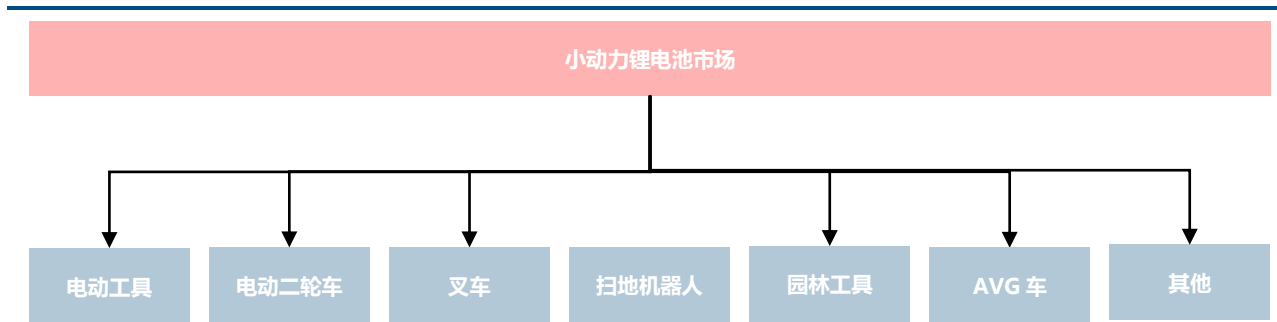 小动力锂电池市场
电动工具
电动二轮车
叉车
扫地机器人
园林工具
AVG 车
其他